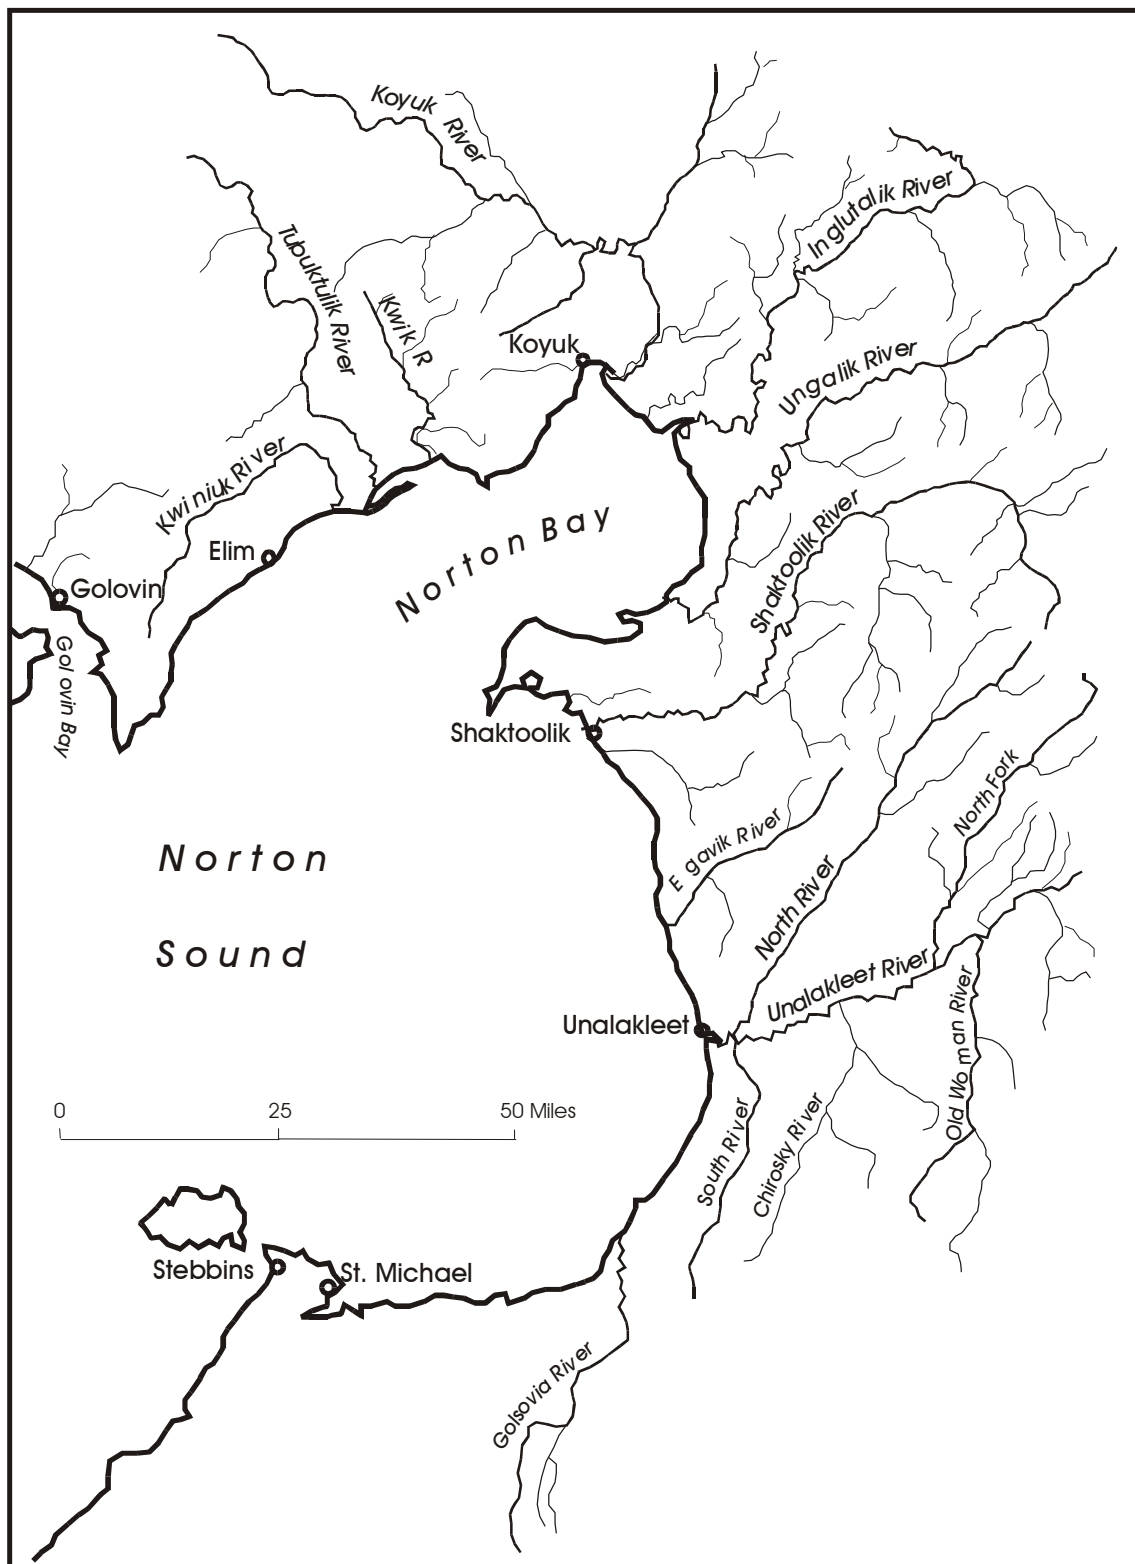 Koyuk River
Inglutalik River
Tubuktulik River
Kwik R
Koyuk
Ungalik River
Kwiniuk River
Norton Bay
Shaktoolik River
Elim
Golovin
Golovin Bay
Shaktoolik
North Fork
Egavik River
Norton
Sound
North River
Unalakleet River
Old Woman River
Unalakleet
0 25 50 Miles
South River
Chirosky River
Stebbins
St. Michael
Golsovia River